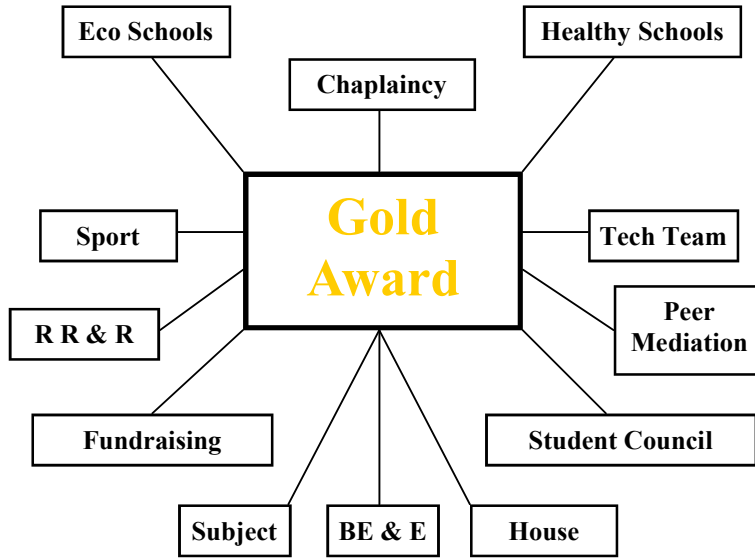 Eco Schools
Healthy Schools
Chaplaincy
Gold
Award
Sport
Tech Team
R R & R
Peer
Mediation
Fundraising
Student Council
Subject
BE & E
House